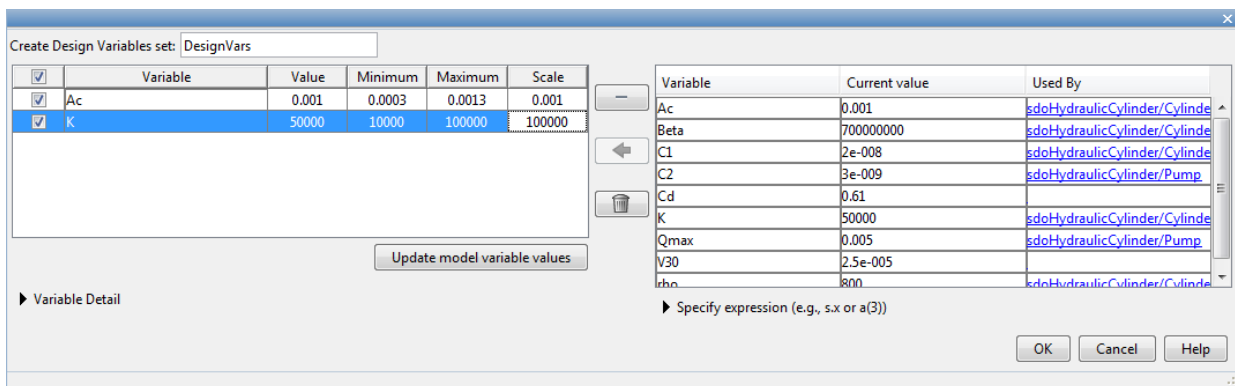 Create Design Variables set: DesignVars
Variable Value Minimum Maximum Scale
Ac 0.001 0.0003 0.0013 0.001
K 50000 10000 100000 100000
Update model variable values
Variable Detail
Variable Current value Used By
Ac 0.001 sdoHydraulicCylinder/Cylinde
Beta 700000000 sdoHydraulicCylinder/Cylinde
C1 2e-008 sdoHydraulicCylinder/Cylinde
C2 3e-009 sdoHydraulicCylinder/Pump
Cd 0.61
K 50000 sdoHydraulicCylinder/Cylinde
Qmax 0.005 sdoHydraulicCylinder/Pump
V30 2.5e-005
rho 800 sdoHydraulicCylinder/Cylinde
Specify expression (e.g., s.x or a(3))
OK Cancel Help